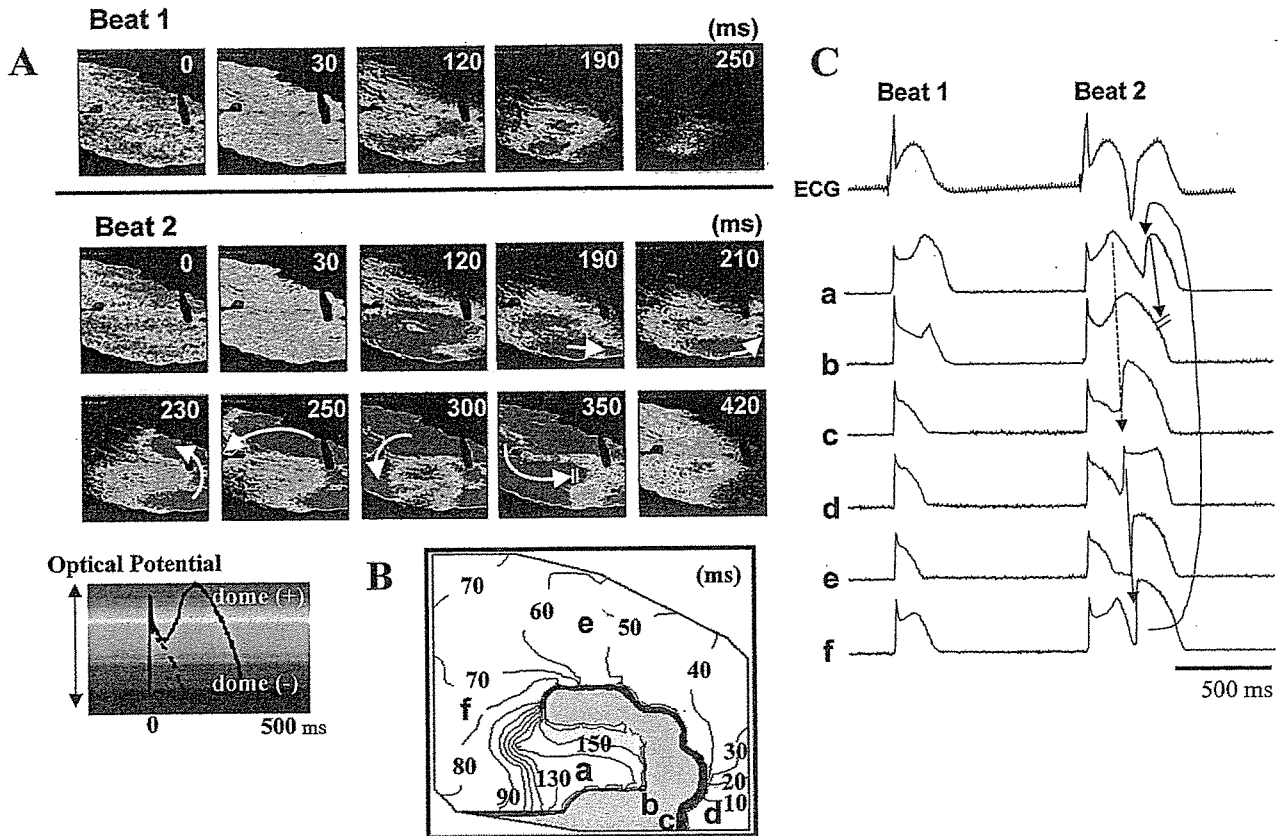 Beat 1
(ms)
A
0
30
120
190
250
Beat 2
(ms)
0
30
120
190
210
230
250
300
350
420
Optical Potential
dome (+)
dome (-)
0
500 ms
B
(ms)
70
60
e
50
40
70
f
150
30
80
130
a
20
90
b
c
d
10
C
Beat 1
Beat 2
ECG
a
b
c
d
e
f
500 ms